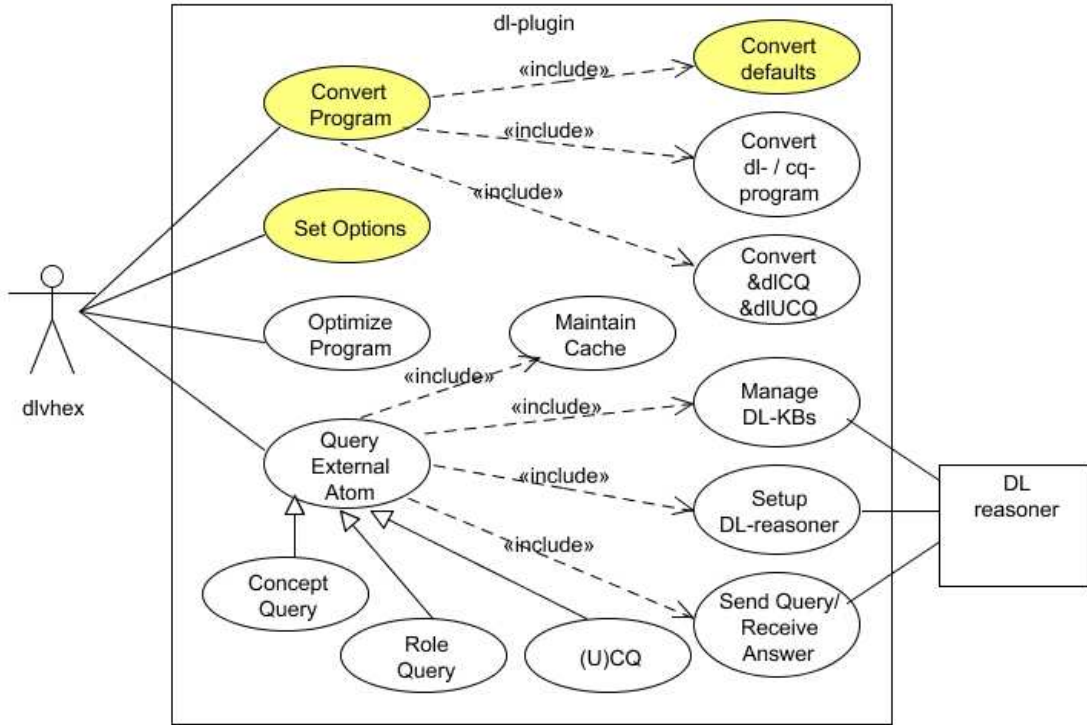 dl-plugin
Convert
defaults
«include»
Convert
Program
«include»
Convert
dl- / cq-
program
«include»
Set Options
Convert
&dlCQ
&dlUCQ
Optimize
Program
Maintain
Cache
«include»
dlvhex
Manage
DL-KBs
«include»
Query
External
Atom
«include»
Setup
DL-reasoner
DL
reasoner
«include»
Concept
Query
Send Query/
Receive
Answer
Role
Query
(U)CQ